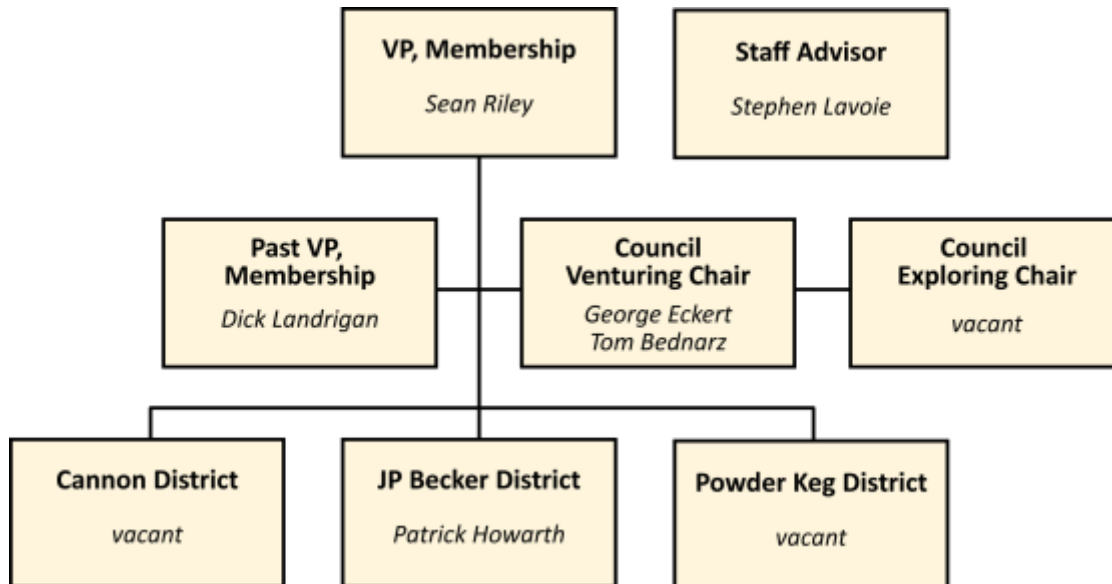 VP, Membership
Sean Riley
Staff Advisor
Stephen Lavoie
Past VP,
Membership
Dick Landrigan
Council
Venturing Chair
George Eckert
Tom Bednarz
Council
Exploring Chair
vacant
Cannon District
vacant
JP Becker District
Patrick Howarth
Powder Keg District
vacant